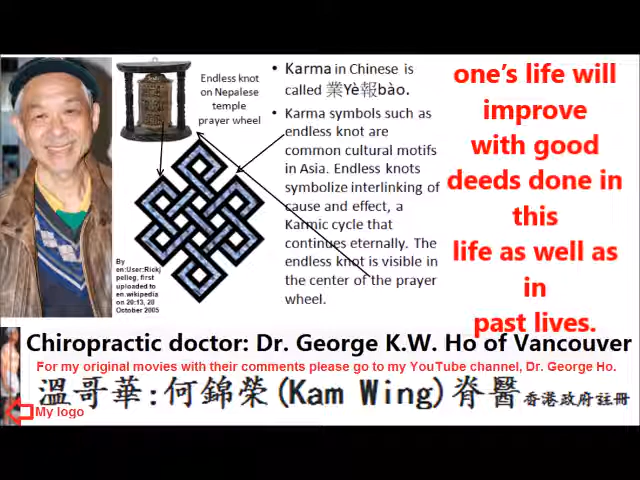 Endless knot
on Nepalese
temple
prayer wheel
• Karma in Chinese is
called 業Yè報bào.
• Karma symbols such as
endless knot are
common cultural motifs
in Asia. Endless knots
symbolize interlinking of
cause and effect, a
Karmic cycle that
continues eternally. The
endless knot is visible in
the center of the prayer
wheel.
By
en:User:Rickj
pelleg, first
uploaded to
en.wikipedia
on 20:13, 28
October 2005
one's life will
improve
with good
deeds done in
this
life as well as
in
past lives.
Chiropractic doctor: Dr. George K.W. Ho of Vancouver
For my original movies with their comments please go to my YouTube channel, Dr. George Ho.
溫哥華:何錦榮(Kam Wing)脊醫香港政府註冊
My logo